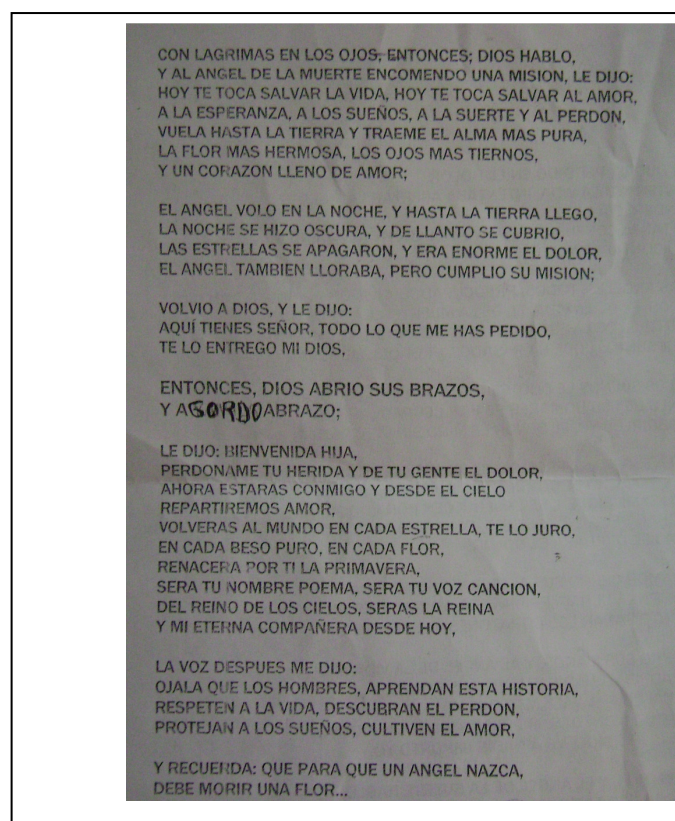 CON LAGRIMAS EN LOS OJOS, ENTONCES; DIOS HABLO,
Y AL ANGEL DE LA MUERTE ENCOMENDO UNA MISION, LE DIJO:
HOY TE TOCA SALVAR LA VIDA, HOY TE TOCA SALVAR AL AMOR,
A LA ESPERANZA, A LOS SUEÑOS, A LA SUERTE Y AL PERDON,
VUELA HASTA LA TIERRA Y TRAEME EL ALMA MAS PURA,
LA FLOR MAS HERMOSA, LOS OJOS MAS TIERNOS,
Y UN CORAZON LLENO DE AMOR;
EL ANGEL VOLO EN LA NOCHE, Y HASTA LA TIERRA LLEGO,
LA NOCHE SE HIZO OSCURA, Y DE LLANTO SE CUBRIO,
LAS ESTRELLAS SE APAGARON, Y ERA ENORME EL DOLOR,
EL ANGEL TAMBIEN LLORABA, PERO CUMPLIO SU MISION;
VOLVIO A DIOS, Y LE DIJO:
AQUÍ TIENES SEÑOR, TODO LO QUE ME HAS PEDIDO,
TE LO ENTREGO MI DIOS,
ENTONCES, DIOS ABRIO SUS BRAZOS,
Y A GORDO ABRAZO;
LE DIJO: BIENVENIDA HIJA,
PERDONAME TU HERIDA Y DE TU GENTE EL DOLOR,
AHORA ESTARAS CONMIGO Y DESDE EL CIELO
REPARTIREMOS AMOR,
VOLVERAS AL MUNDO EN CADA ESTRELLA, TE LO JURO,
EN CADA BESO PURO, EN CADA FLOR,
RENACERA POR TI LA PRIMAVERA,
SERA TU NOMBRE POEMA, SERA TU VOZ CANCION,
DEL REINO DE LOS CIELOS, SERAS LA REINA
Y MI ETERNA COMPAÑERA DESDE HOY,
LA VOZ DESPUES ME DIJO:
OJALA QUE LOS HOMBRES, APRENDAN ESTA HISTORIA,
RESPETEN A LA VIDA, DESCUBRAN EL PERDON,
PROTEJAN A LOS SUEÑOS, CULTIVEN EL AMOR,
Y RECUERDA: QUE PARA QUE UN ANGEL NAZCA,
DEBE MORIR UNA FLOR...